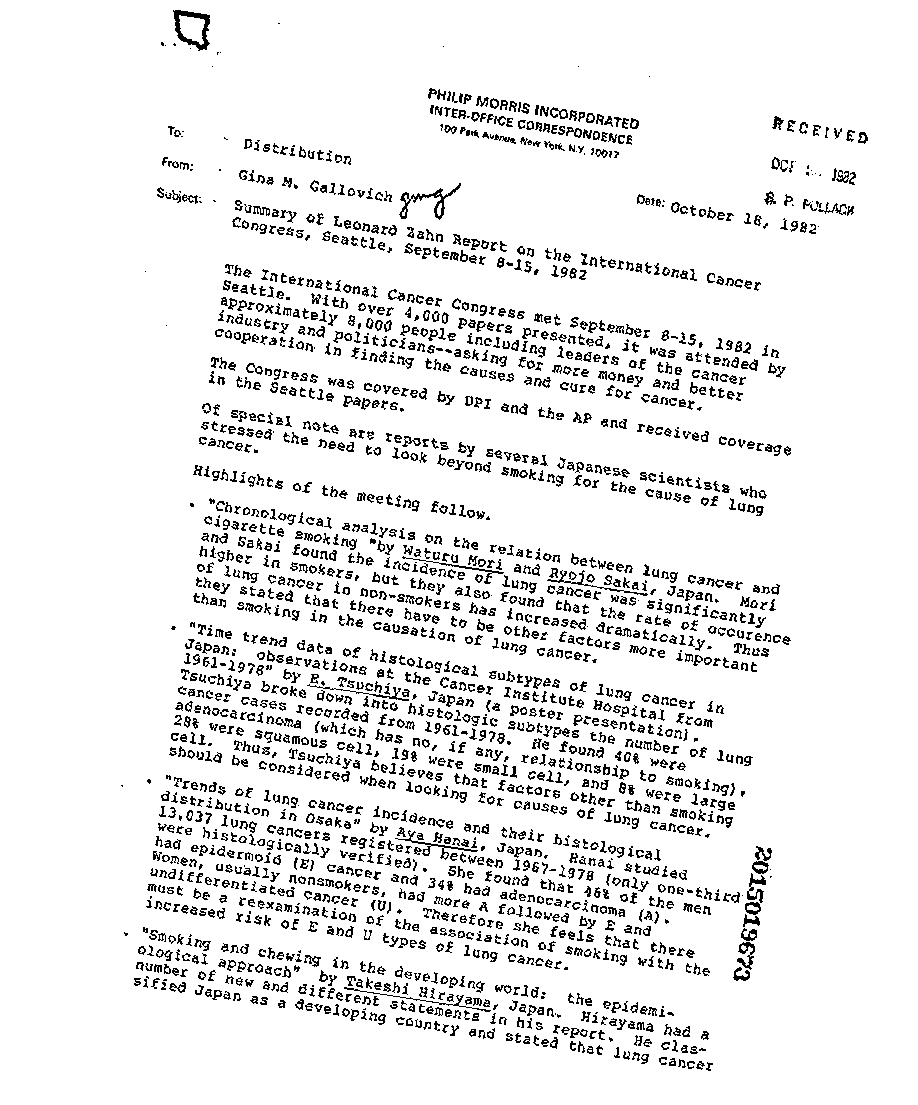 PHILIP MORRIS INCORPORATED
INTER-OFFICE CORRESPONDENCE
100 Park Avenue, New York, N.Y. 10017
RECEIVED
OCT 1982
S. P. POLLACK
To: Distribution
From: Gina M. Gallovich gmg
Date: October 18, 1982
Subject: Summary of Leonard Zahn Report on the International Cancer
Congress, Seattle, September 8-15, 1982
The International Cancer Congress met September 8-15, 1982 in
Seattle. With over 4,000 papers presented, it was attended by
approximately 8,000 people including leaders of the cancer
industry and politicians--asking for more money and better
cooperation in finding the causes and cure for cancer.
The Congress was covered by UPI and the AP and received coverage
in the Seattle papers.
Of special note are reports by several Japanese scientists who
stressed the need to look beyond smoking for the cause of lung
cancer.
Highlights of the meeting follow.
• "Chronological analysis on the relation between lung cancer and
cigarette smoking "by Wataru Mori and Ryojo Sakai, Japan. Mori
and Sakai found the incidence of lung cancer was significantly
higher in smokers, but they also found that the rate of occurence
of lung cancer in non-smokers has increased dramatically. Thus
they stated that there have to be other factors more important
than smoking in the causation of lung cancer.
• "Time trend data of histological subtypes of lung cancer in
Japan: observations at the Cancer Institute Hospital from
1961-1978" by E. Tsuchiya, Japan (a poster presentation).
Tsuchiya broke down into histologic subtypes the number of lung
cancer cases recorded from 1961-1978. He found 40% were
adenocarcinoma (which has no, if any, relationship to smoking),
28% were squamous cell, 19% were small cell, and 8% were large
cell. Thus, Tsuchiya believes that factors other than smoking
should be considered when looking for causes of lung cancer.
• "Trends of lung cancer incidence and their histological
distribution in Osaka" by Aya Hanai, Japan. Hanai studied
13,037 lung cancers registered between 1967-1978 (only one-third
were histologically verified). She found that 46% of the men
had epidermoid (E) cancer and 34% had adenocarcinoma (A).
Women, usually nonsmokers, had more A followed by E and
undifferentiated cancer (U). Therefore she feels that there
must be a reexamination of the association of smoking with the
increased risk of E and U types of lung cancer.
• "Smoking and chewing in the developing world: the epidemi-
ological approach" by Takeshi Hirayama, Japan. Hirayama had a
number of new and different statements in his report. He clas-
sified Japan as a developing country and stated that lung cancer
2015019673